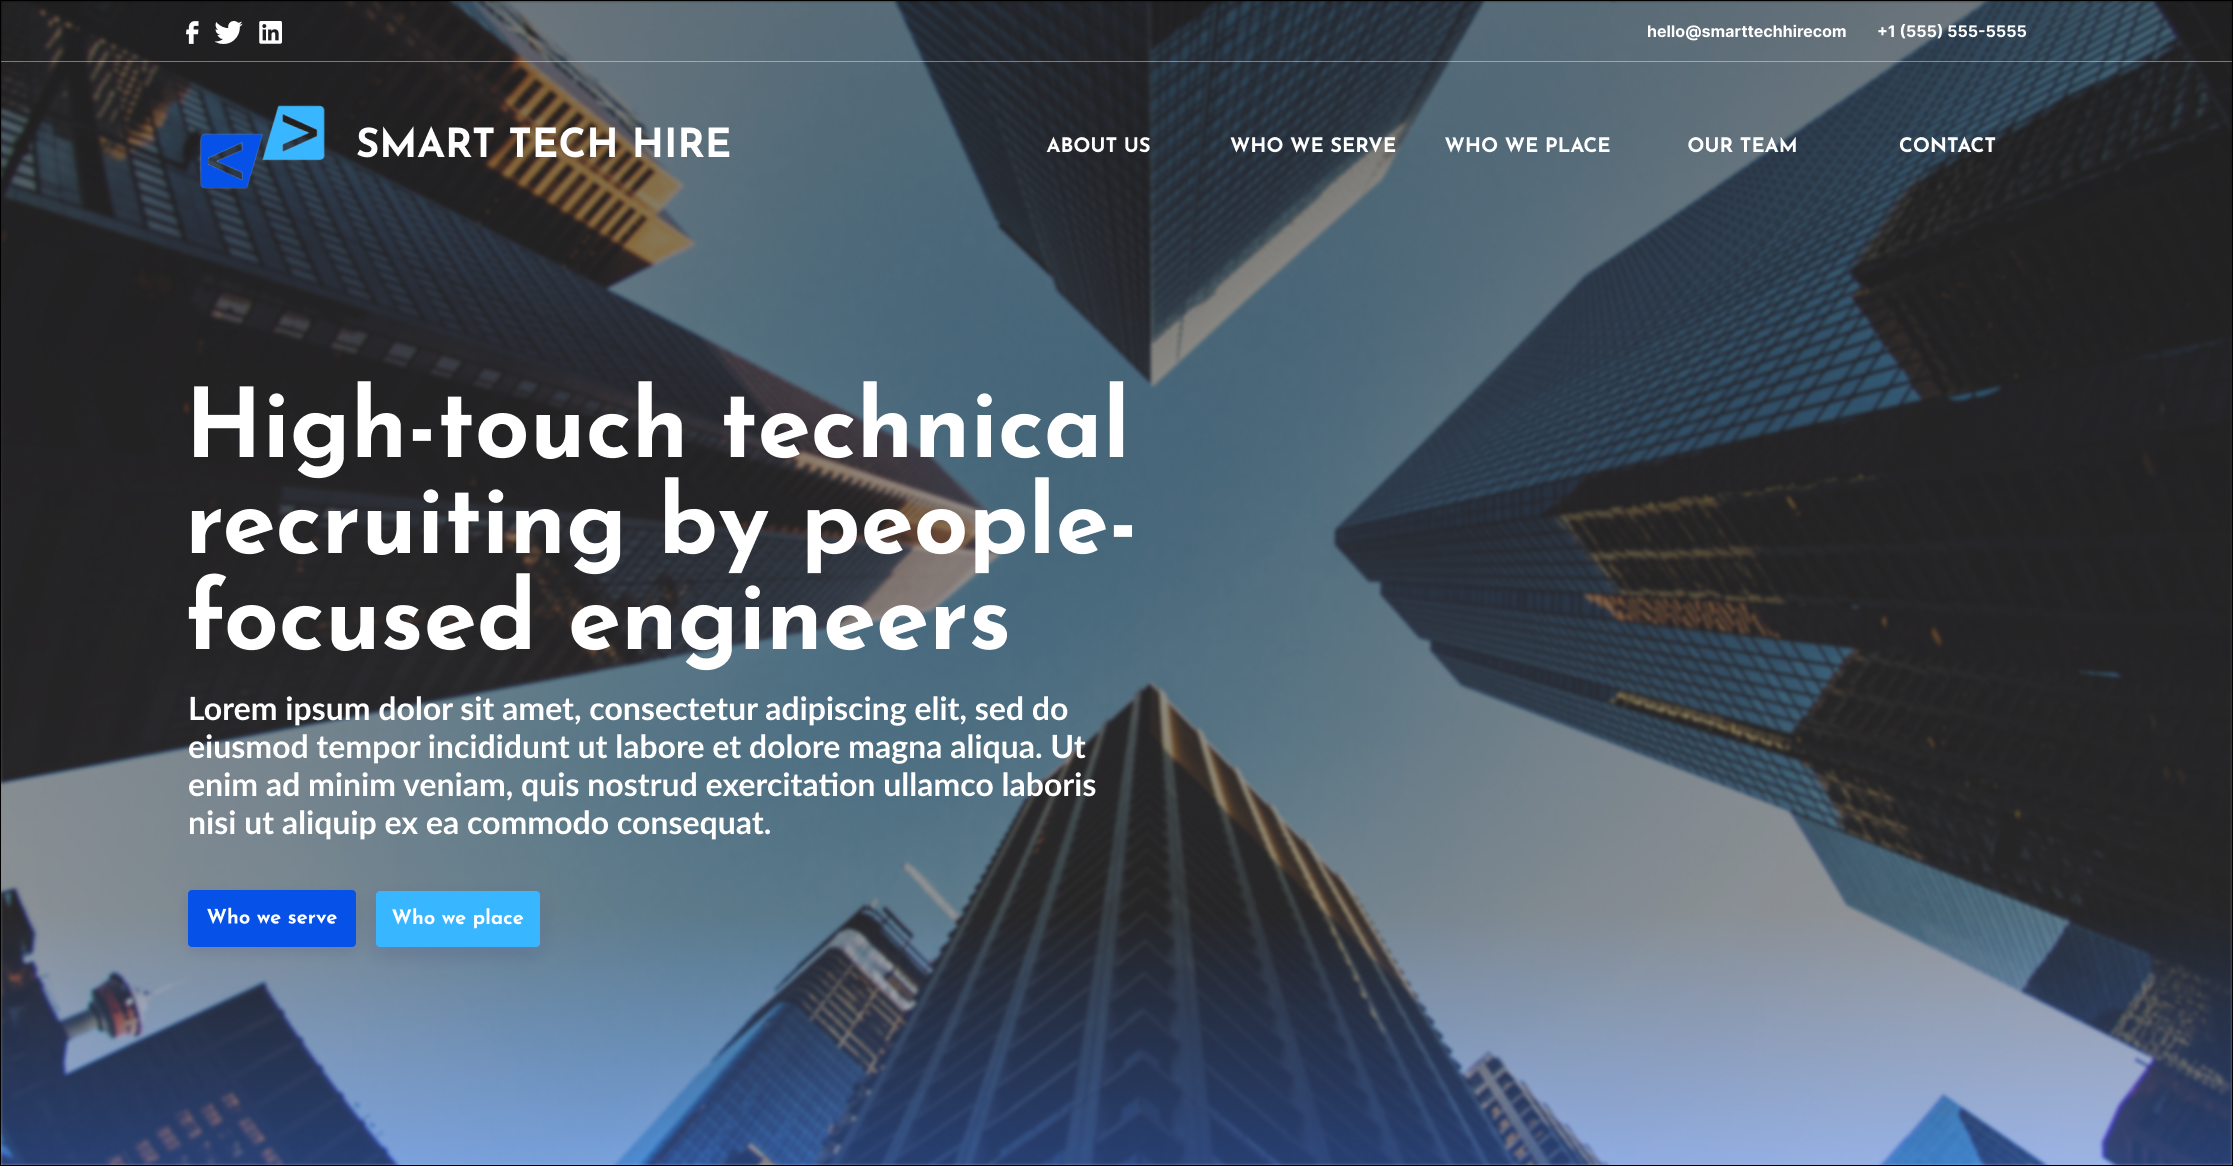 hello@smarttechhirecom +1 (555) 555-5555
SMART TECH HIRE
ABOUT US WHO WE SERVE WHO WE PLACE OUR TEAM CONTACT
High-touch technical
recruiting by people-
focused engineers
Lorem ipsum dolor sit amet, consectetur adipiscing elit, sed do
eiusmod tempor incididunt ut labore et dolore magna aliqua. Ut
enim ad minim veniam, quis nostrud exercitation ullamco laboris
nisi ut aliquip ex ea commodo consequat.
Who we serve Who we place